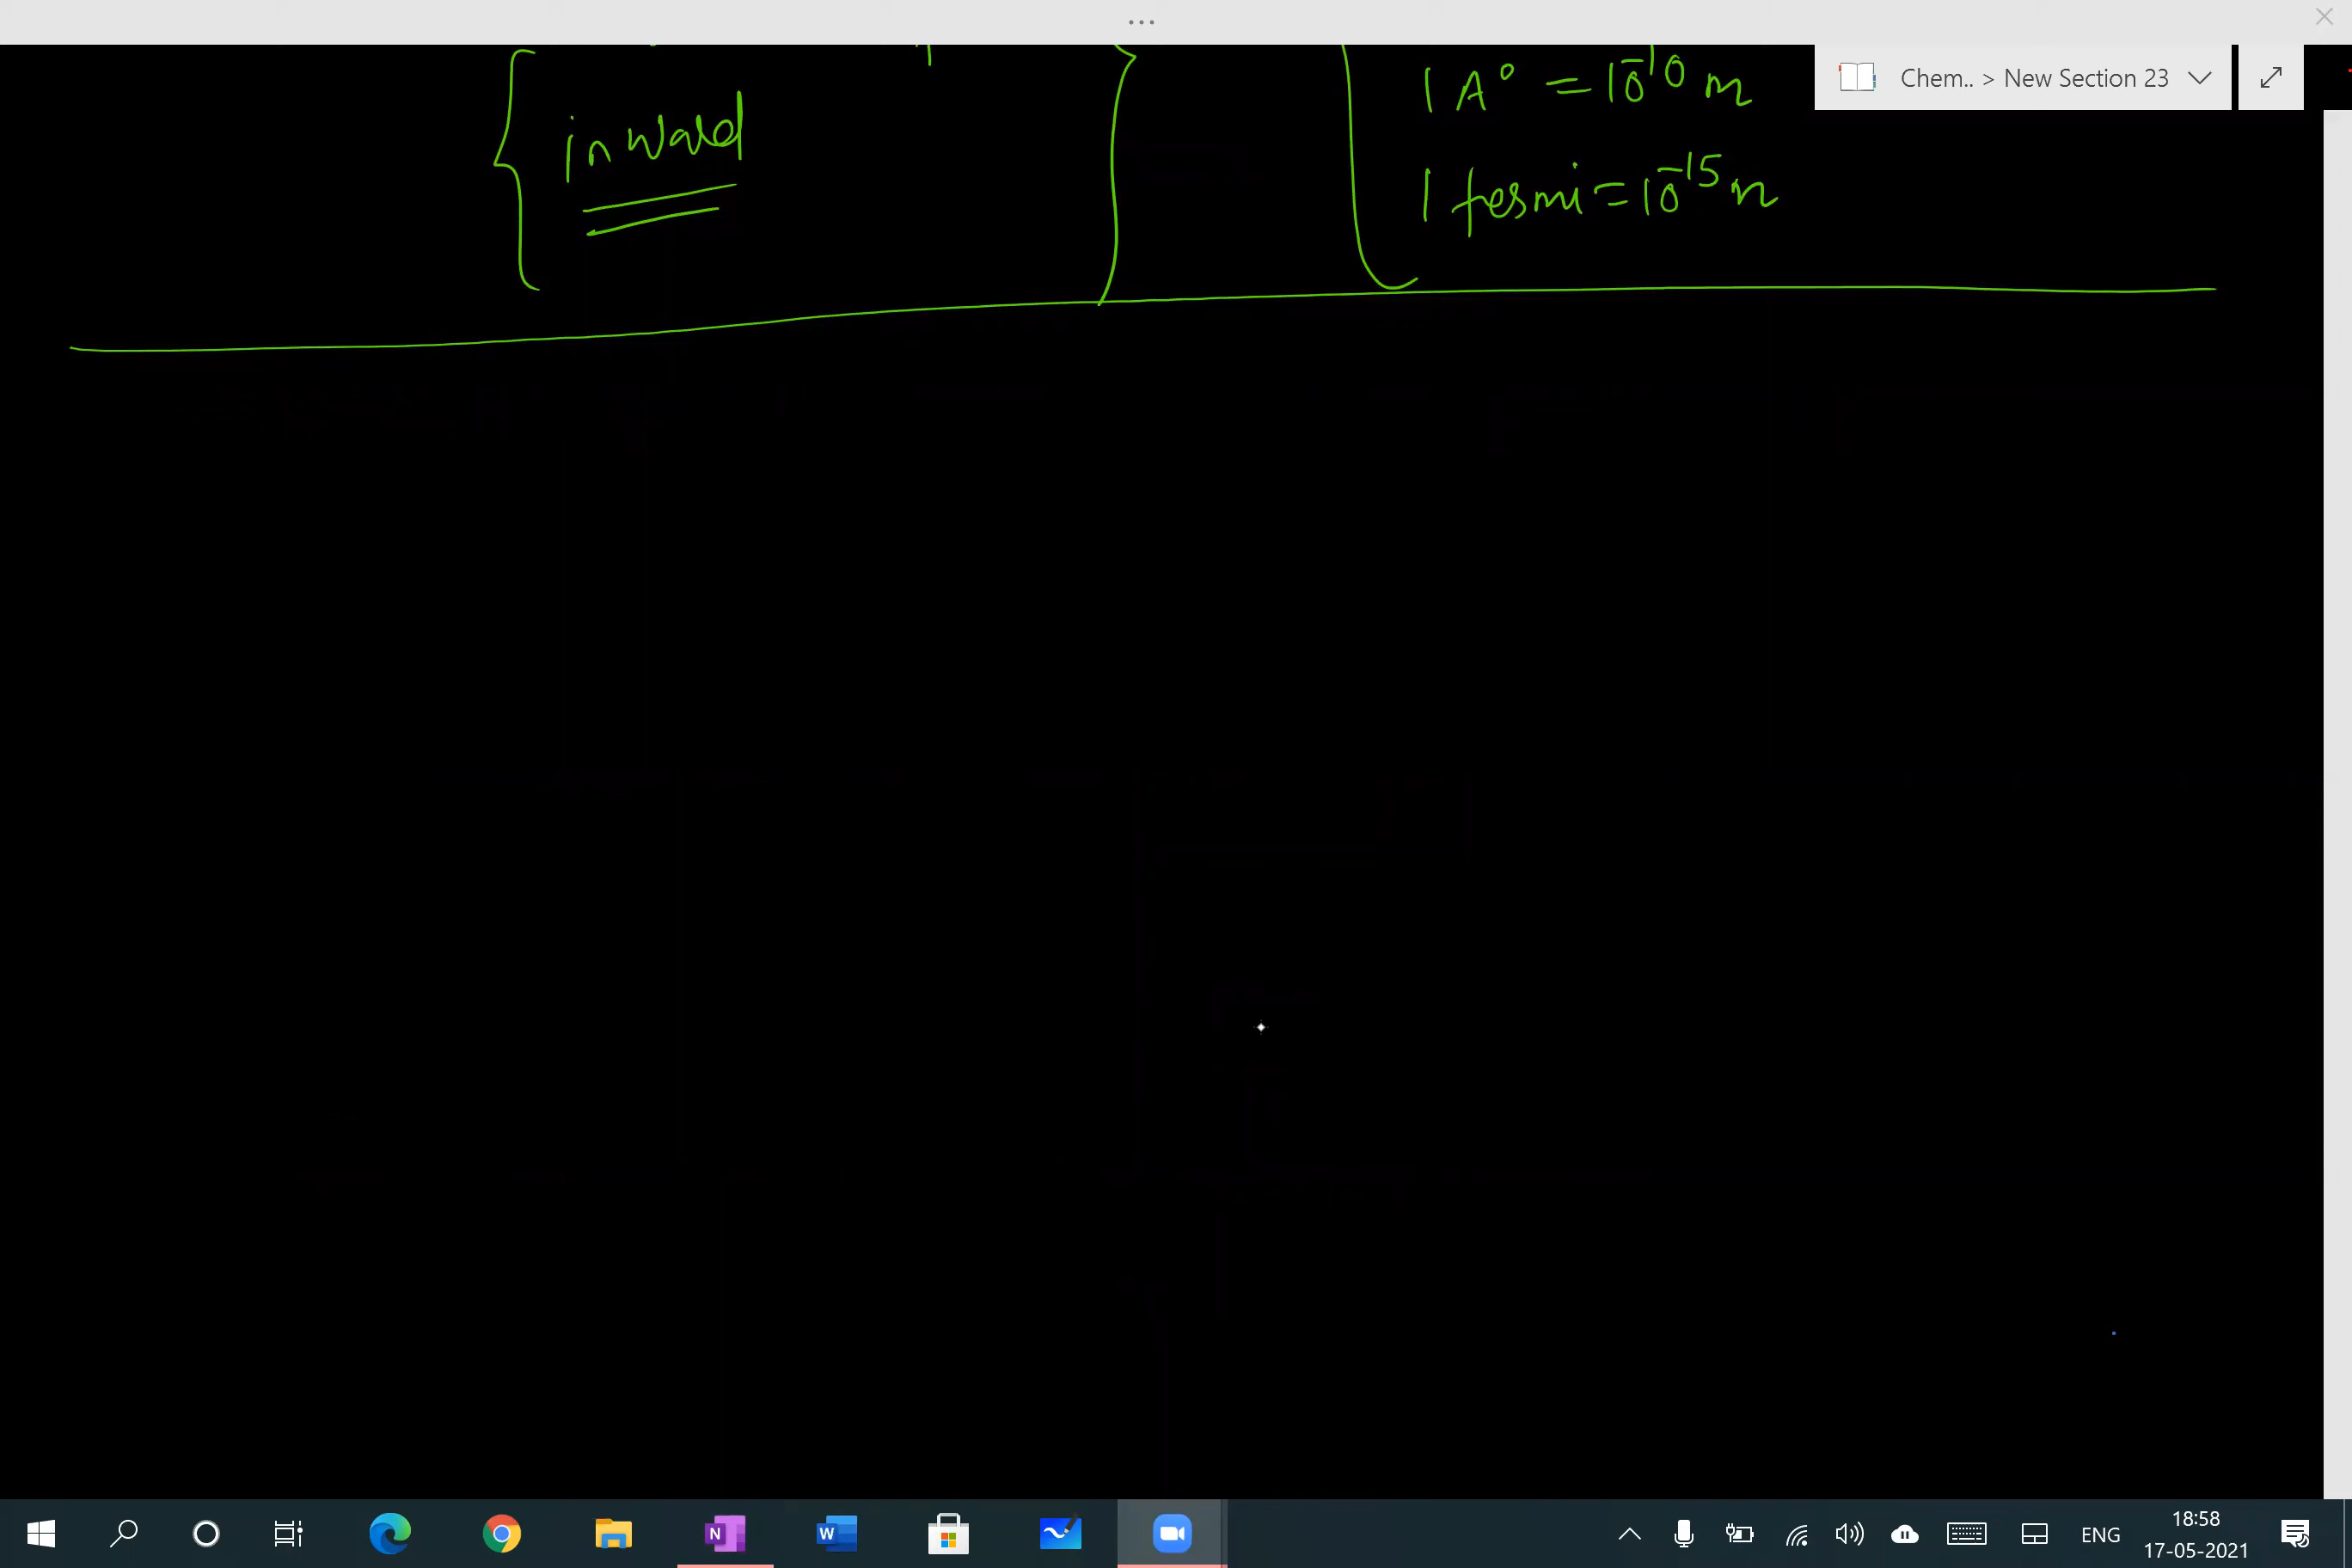 Chem.. > New Section 23
inward
1 A° = 10⁻¹⁰ m
1 fermi = 10⁻¹⁵ m
ENG
18:58
17-05-2021